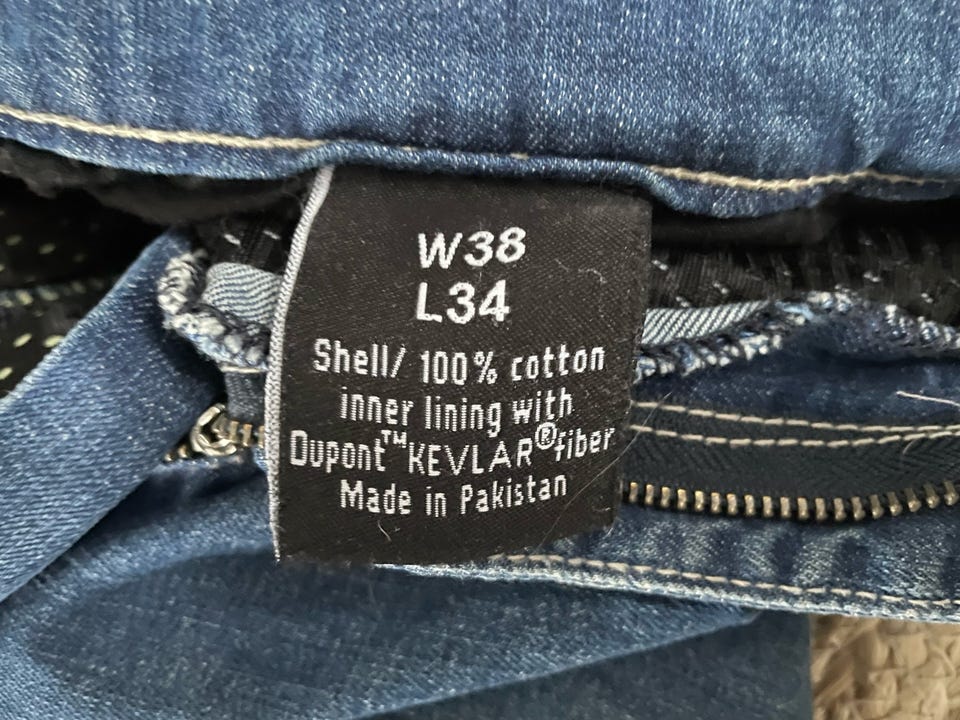 W38
L34
Shell/ 100% cotton
inner lining with
Dupont™ KEVLAR® fiber
Made in Pakistan